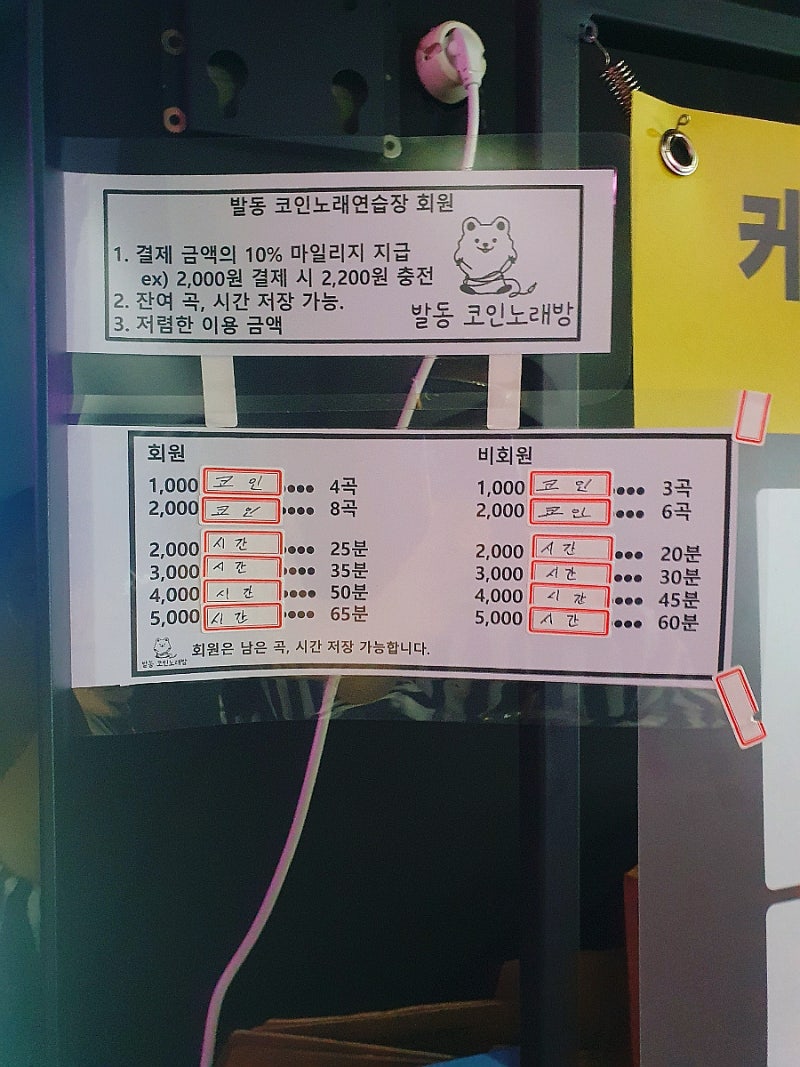 발동 코인노래연습장 회원
1. 결제 금액의 10% 마일리지 지급
ex) 2,000원 결제 시 2,200원 충전
2. 잔여 곡, 시간 저장 가능.
3. 저렴한 이용 금액
발동 코인노래방
커
회원
1,000 코인 •••• 4곡
2,000 코인 •••• 8곡
2,000 시간 •••• 25분
3,000 시간 •••• 35분
4,000 시간 •••• 50분
5,000 시간 •••• 65분
비회원
1,000 코인 •••• 3곡
2,000 코인 •••• 6곡
2,000 시간 •••• 20분
3,000 시간 •••• 30분
4,000 시간 •••• 45분
5,000 시간 •••• 60분
발동 코인노래방
회원은 남은 곡, 시간 저장 가능합니다.